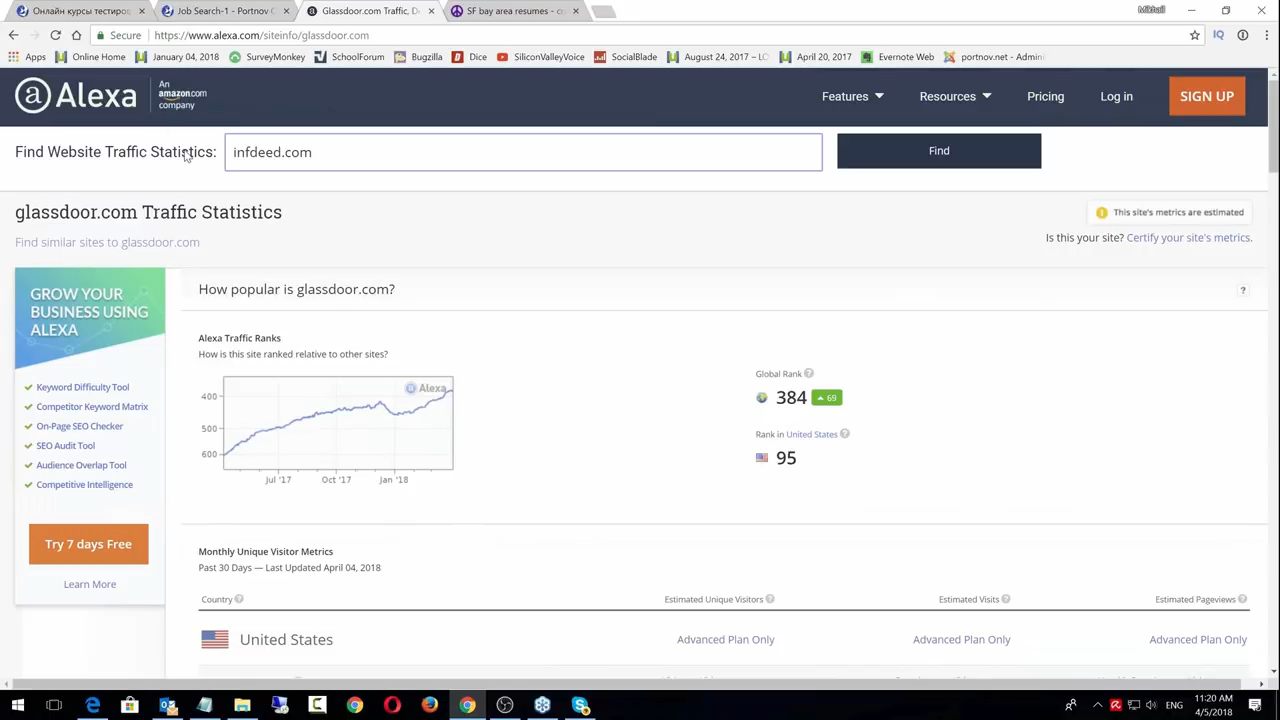 Онлайн курсы тестиров
Job Search-1 - Portnov C
Glassdoor.com Traffic, D
SF bay area resumes - c
Mikhail
Secure
https://www.alexa.com/siteinfo/glassdoor.com
Apps
Online Home
January 04, 2018
SurveyMonkey
SchoolForum
Bugzilla
Dice
SiliconValleyVoice
SocialBlade
August 24, 2017 – LO
April 20, 2017
Evernote Web
portnov.net - Admin
Alexa
An
amazon.com
company
Features
Resources
Pricing
Log in
SIGN UP
Find Website Traffic Statistics:
infdeed.com
Find
glassdoor.com Traffic Statistics
This site's metrics are estimated
Find similar sites to glassdoor.com
Is this your site? Certify your site's metrics.
GROW YOUR
BUSINESS USING
ALEXA
Keyword Difficulty Tool
Competitor Keyword Matrix
On-Page SEO Checker
SEO Audit Tool
Audience Overlap Tool
Competitive Intelligence
Try 7 days Free
Learn More
How popular is glassdoor.com?
?
Alexa Traffic Ranks
How is this site ranked relative to other sites?
Alexa
400
500
600
Jul '17
Oct '17
Jan '18
Global Rank
384
69
Rank in United States
95
Monthly Unique Visitor Metrics
Past 30 Days — Last Updated April 04, 2018
Country
Estimated Unique Visitors
Estimated Visits
Estimated Pageviews
United States
Advanced Plan Only
Advanced Plan Only
Advanced Plan Only
ENG
11:20 AM
4/5/2018